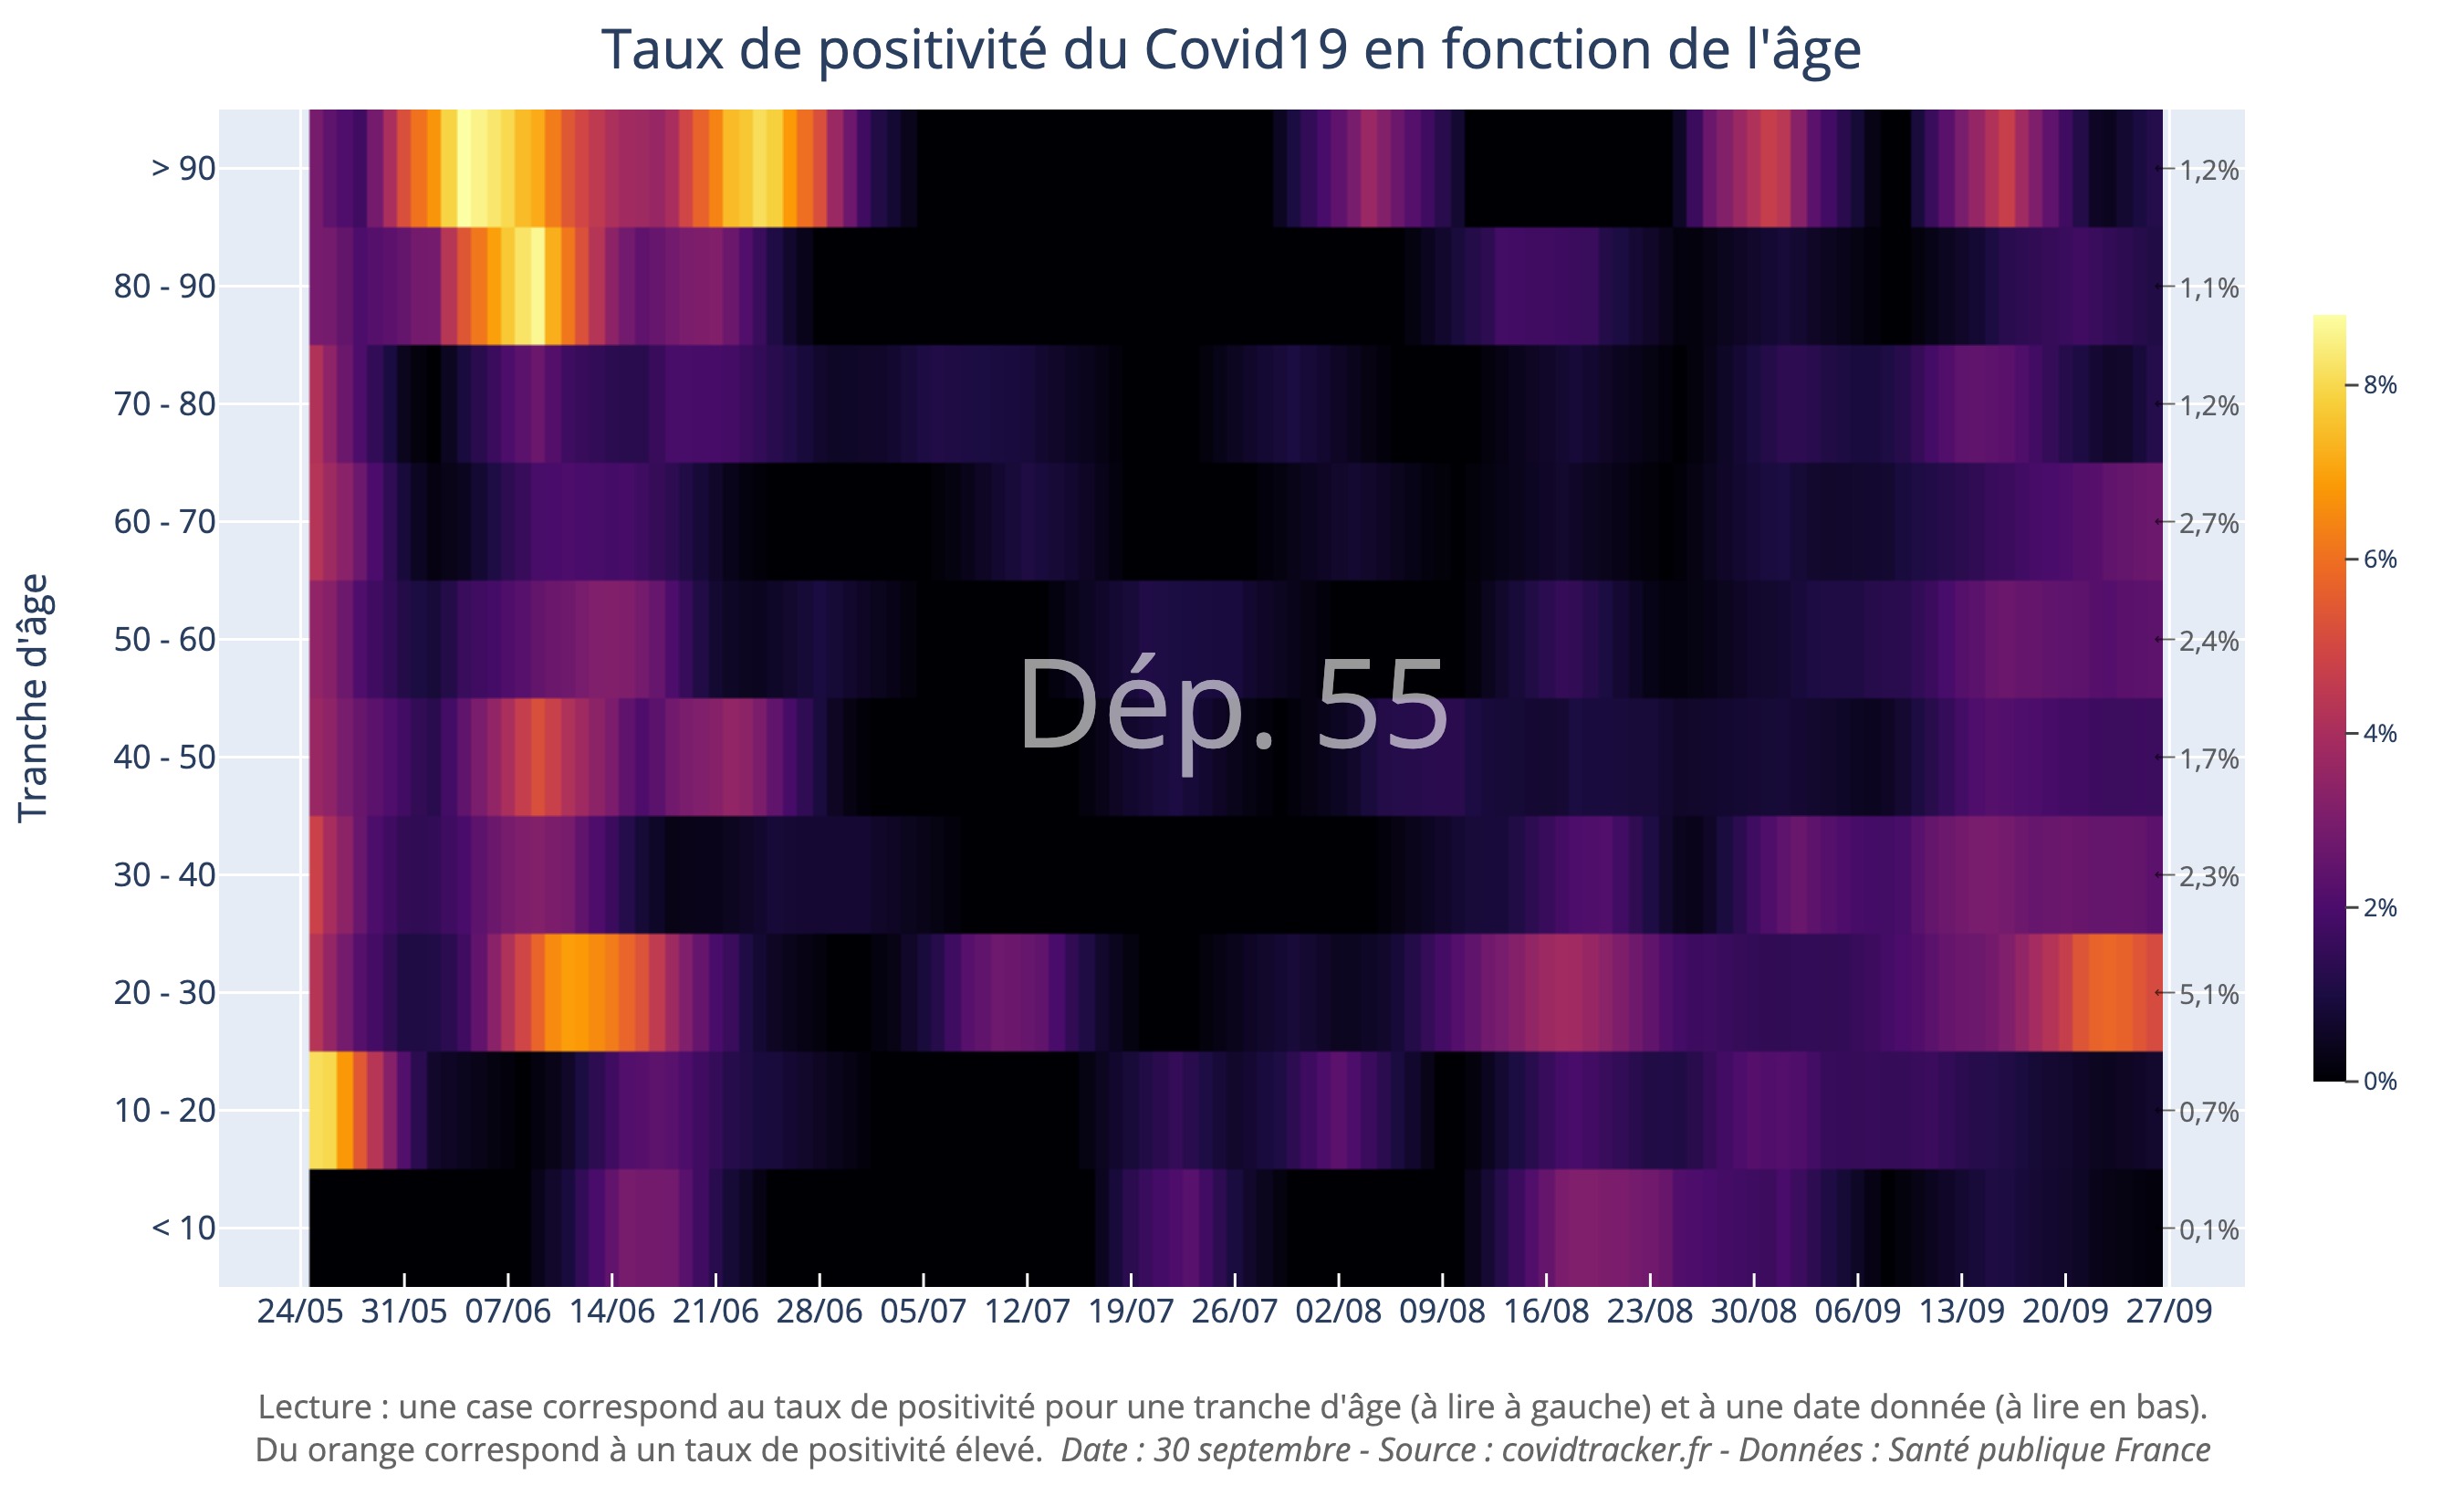 Taux de positivité du Covid19 en fonction de l'âge
Tranche d'âge
> 90
80 - 90
70 - 80
60 - 70
50 - 60
40 - 50
30 - 40
20 - 30
10 - 20
< 10
Dép. 55
1,2%
1,1%
1,2%
2,7%
2,4%
1,7%
2,3%
5,1%
0,7%
0,1%
8%
6%
4%
2%
0%
24/05 31/05 07/06 14/06 21/06 28/06 05/07 12/07 19/07 26/07 02/08 09/08 16/08 23/08 30/08 06/09 13/09 20/09 27/09
Lecture : une case correspond au taux de positivité pour une tranche d'âge (à lire à gauche) et à une date donnée (à lire en bas).
Du orange correspond à un taux de positivité élevé. Date : 30 septembre - Source : covidtracker.fr - Données : Santé publique France